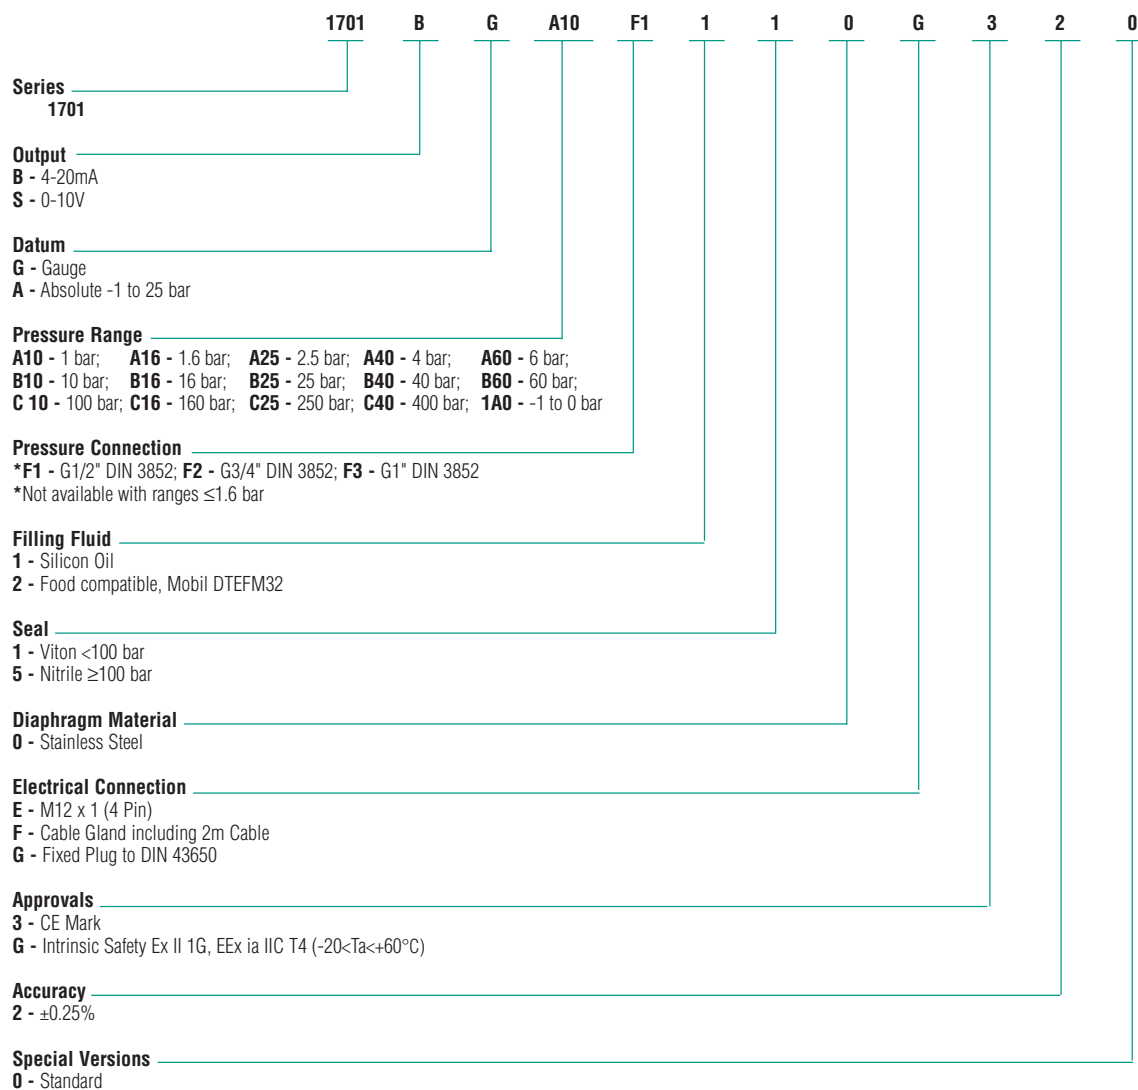 1701 B G A10 F1 1 1 0 G 3 2 0
Series
1701
Output
B - 4-20mA
S - 0-10V
Datum
G - Gauge
A - Absolute -1 to 25 bar
Pressure Range
A10 - 1 bar; A16 - 1.6 bar; A25 - 2.5 bar; A40 - 4 bar; A60 - 6 bar;
B10 - 10 bar; B16 - 16 bar; B25 - 25 bar; B40 - 40 bar; B60 - 60 bar;
C 10 - 100 bar; C16 - 160 bar; C25 - 250 bar; C40 - 400 bar; 1A0 - -1 to 0 bar
Pressure Connection
*F1 - G1/2" DIN 3852; F2 - G3/4" DIN 3852; F3 - G1" DIN 3852
*Not available with ranges ≤1.6 bar
Filling Fluid
1 - Silicon Oil
2 - Food compatible, Mobil DTEFM32
Seal
1 - Viton <100 bar
5 - Nitrile ≥100 bar
Diaphragm Material
0 - Stainless Steel
Electrical Connection
E - M12 x 1 (4 Pin)
F - Cable Gland including 2m Cable
G - Fixed Plug to DIN 43650
Approvals
3 - CE Mark
G - Intrinsic Safety Ex II 1G, EEx ia IIC T4 (-20<Ta<+60°C)
Accuracy
2 - ±0.25%
Special Versions
0 - Standard